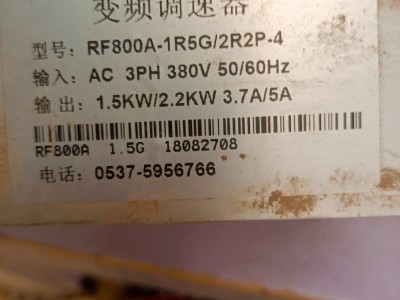 变频调速器
型号: RF800A-1R5G/2R2P-4
输入: AC 3PH 380V 50/60Hz
输出: 1.5KW/2.2KW 3.7A/5A
RF800A 1.5G 18082708
电话: 0537-5956766